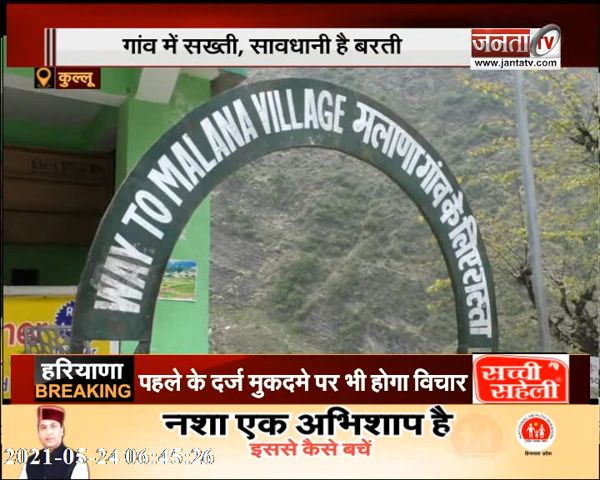 गांव में सख्ती, सावधानी है बरती
जनता tv
www.jantatv.com
कुल्लू
WAY TO MALANA VILLAGE मलाणा गांव के लिए रास्ता
हरियाणा
BREAKING
पहले के दर्ज मुकदमे पर भी होगा विचार
सच्ची
सहेली
नशा एक अभिशाप है
इससे कैसे बचें
2021-05-24 06:45:26